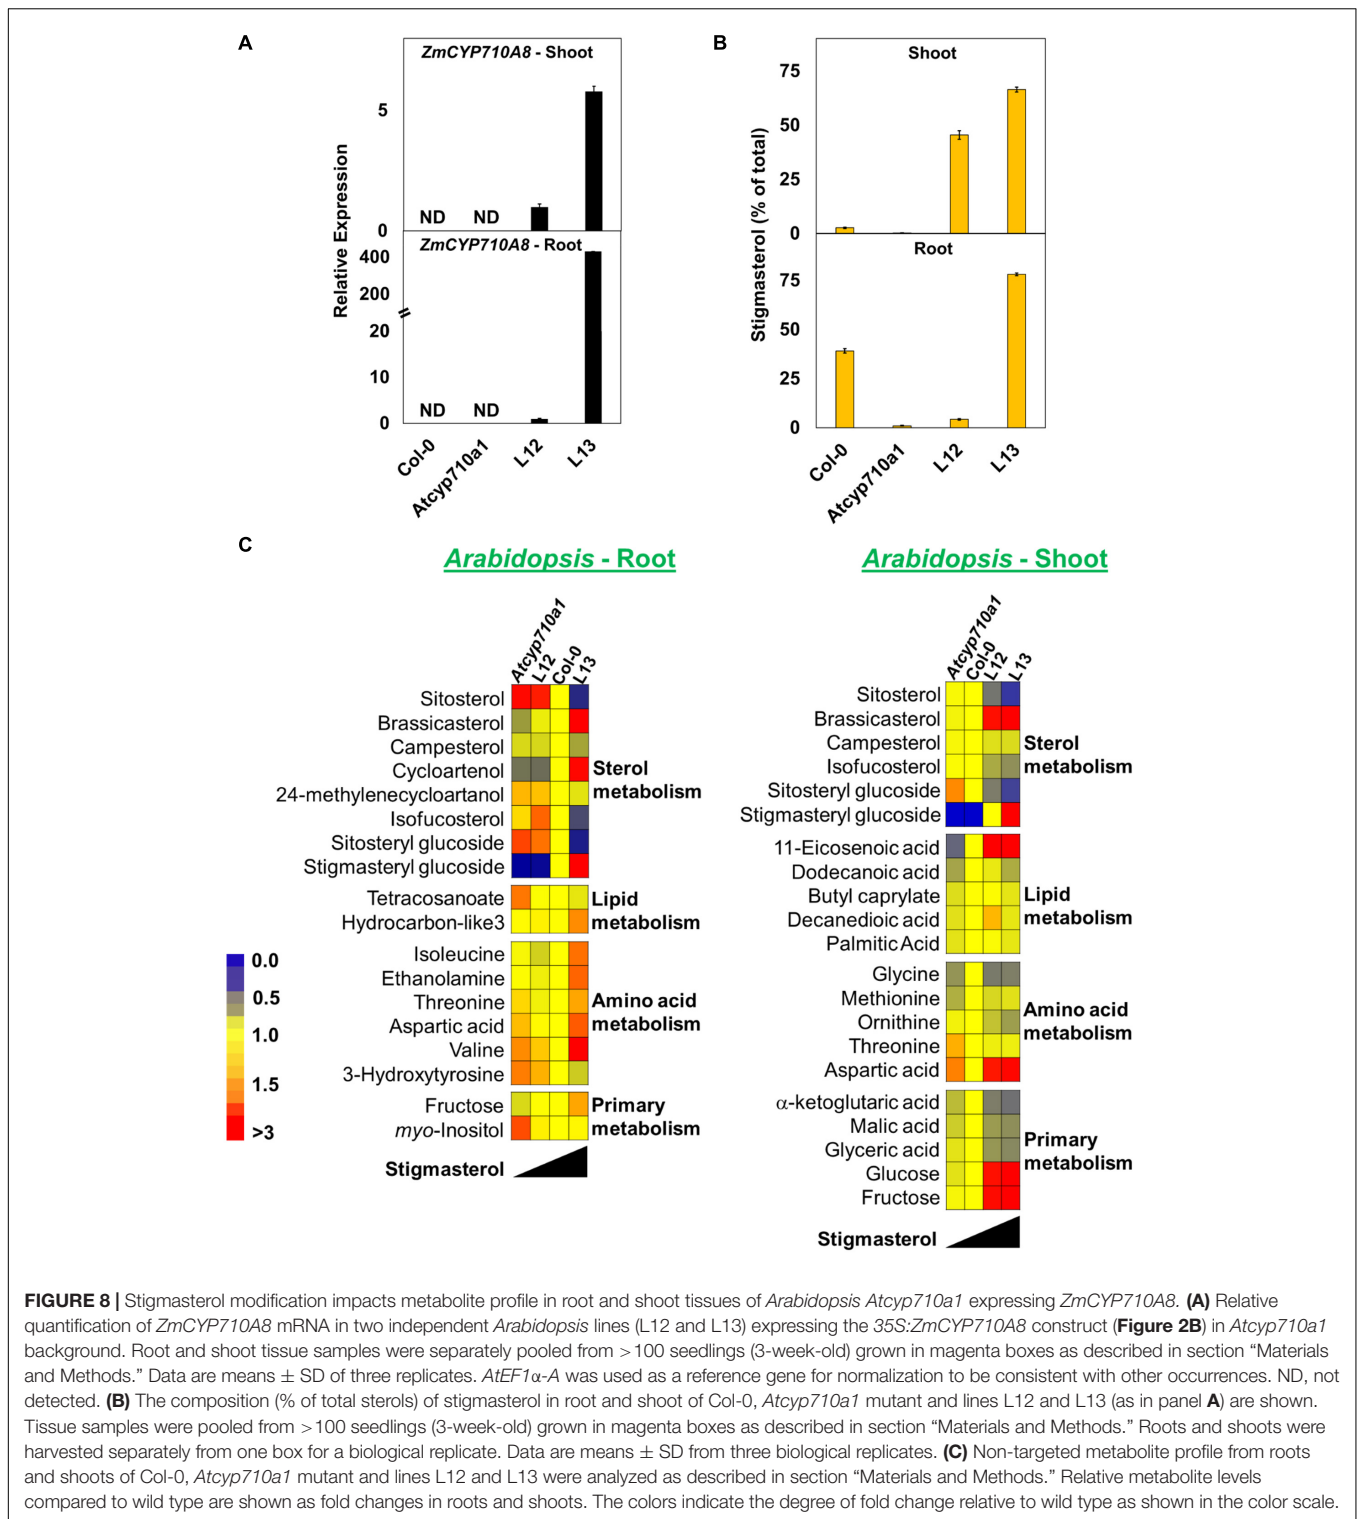 A
ZmCYP710A8 - Shoot
5
0
ND ND
Relative Expression
ZmCYP710A8 - Root
400
200
20
10
0
ND ND
Col-0
Atcyp710a1
L12
L13
B
Shoot
75
50
25
0
Stigmasterol (% of total)
Root
75
50
25
0
Col-0
Atcyp710a1
L12
L13
C
Arabidopsis - Root
Atcyp710a1
L12
Col-0
L13
Sitosterol
Brassicasterol
Campesterol
Cycloartenol
24-methylenecycloartanol
Isofucosterol
Sitosteryl glucoside
Stigmasteryl glucoside
Sterol
metabolism
Tetracosanoate
Hydrocarbon-like3
Lipid
metabolism
Isoleucine
Ethanolamine
Threonine
Aspartic acid
Valine
3-Hydroxytyrosine
Amino acid
metabolism
Fructose
myo-Inositol
Primary
metabolism
Stigmasterol
0.0
0.5
1.0
1.5
>3
Arabidopsis - Shoot
Atcyp710a1
Col-0
L12
L13
Sitosterol
Brassicasterol
Campesterol
Isofucosterol
Sitosteryl glucoside
Stigmasteryl glucoside
Sterol
metabolism
11-Eicosenoic acid
Dodecanoic acid
Butyl caprylate
Decanedioic acid
Palmitic Acid
Lipid
metabolism
Glycine
Methionine
Ornithine
Threonine
Aspartic acid
Amino acid
metabolism
α-ketoglutaric acid
Malic acid
Glyceric acid
Glucose
Fructose
Primary
metabolism
Stigmasterol
FIGURE 8 | Stigmasterol modification impacts metabolite profile in root and shoot tissues of Arabidopsis Atcyp710a1 expressing ZmCYP710A8. (A) Relative
quantification of ZmCYP710A8 mRNA in two independent Arabidopsis lines (L12 and L13) expressing the 35S:ZmCYP710A8 construct (Figure 2B) in Atcyp710a1
background. Root and shoot tissue samples were separately pooled from >100 seedlings (3-week-old) grown in magenta boxes as described in section “Materials
and Methods.” Data are means ± SD of three replicates. AtEF1α-A was used as a reference gene for normalization to be consistent with other occurrences. ND, not
detected. (B) The composition (% of total sterols) of stigmasterol in root and shoot of Col-0, Atcyp710a1 mutant and lines L12 and L13 (as in panel A) are shown.
Tissue samples were pooled from >100 seedlings (3-week-old) grown in magenta boxes as described in section “Materials and Methods.” Roots and shoots were
harvested separately from one box for a biological replicate. Data are means ± SD from three biological replicates. (C) Non-targeted metabolite profile from roots
and shoots of Col-0, Atcyp710a1 mutant and lines L12 and L13 were analyzed as described in section “Materials and Methods.” Relative metabolite levels
compared to wild type are shown as fold changes in roots and shoots. The colors indicate the degree of fold change relative to wild type as shown in the color scale.